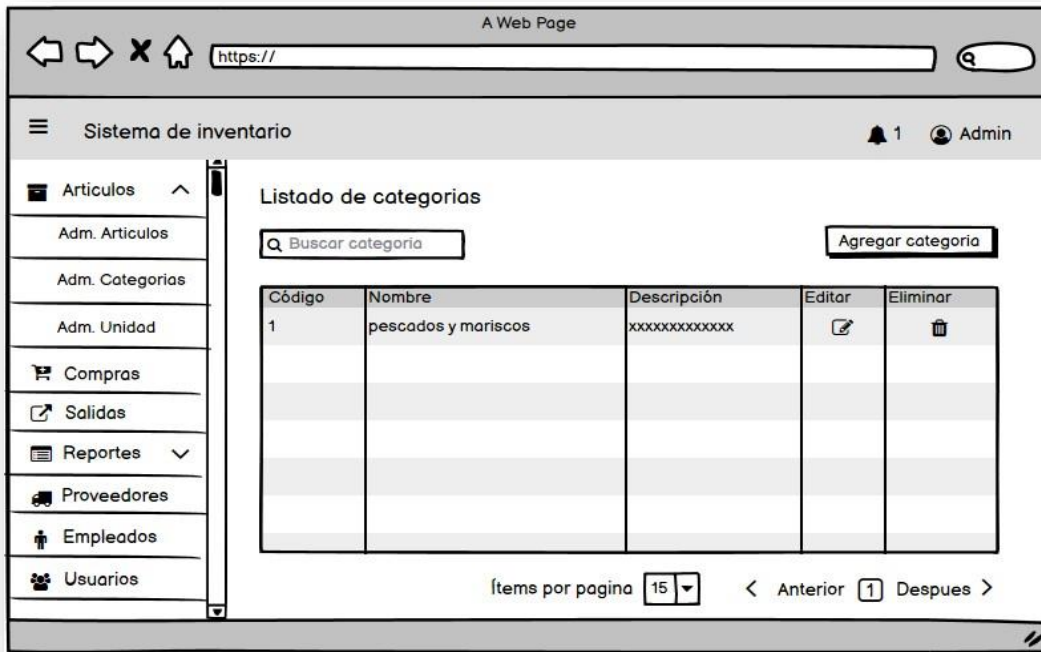 A Web Page
https://
Sistema de inventario
1
Admin
Articulos
Adm. Articulos
Adm. Categorias
Adm. Unidad
Compras
Salidas
Reportes
Proveedores
Empleados
Usuarios
Listado de categorias
Buscar categoria
Agregar categoria
Código Nombre Descripción Editar Eliminar
1 pescados y mariscos xxxxxxxxxxxxx
Ítems por pagina 15
Anterior 1 Despues